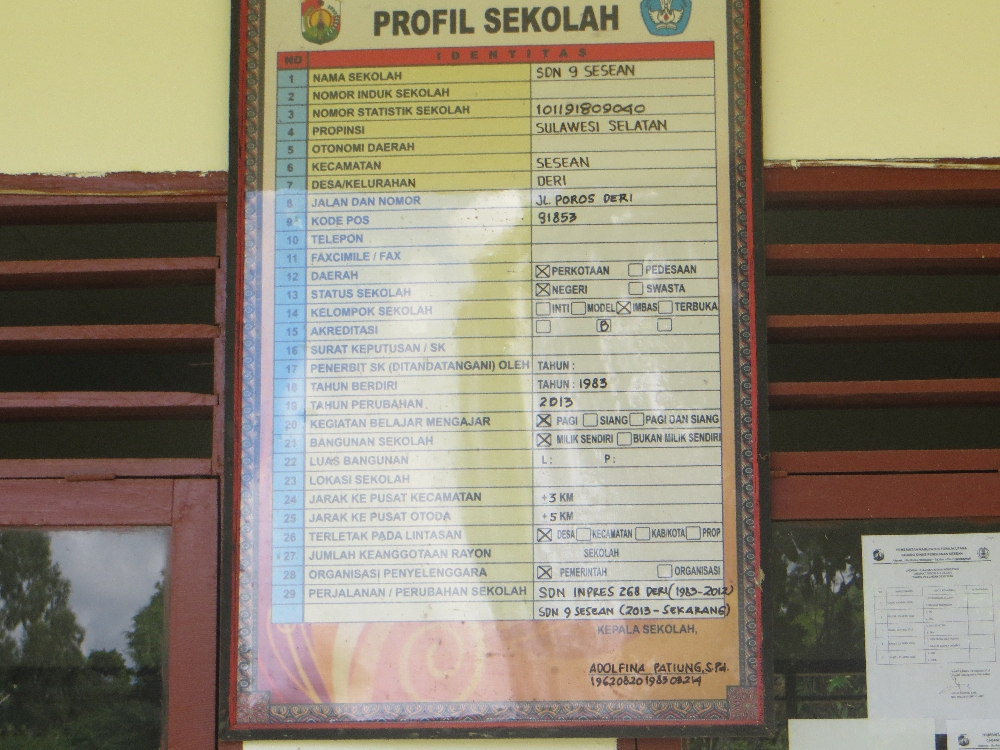 PROFIL SEKOLAH
NO IDENTITAS
1 NAMA SEKOLAH SDN 9 SESEAN
2 NOMOR INDUK SEKOLAH
3 NOMOR STATISTIK SEKOLAH 101191809040
4 PROPINSI SULAWESI SELATAN
5 OTONOMI DAERAH
6 KECAMATAN SESEAN
7 DESA/KELURAHAN DERI
8 JALAN DAN NOMOR JL. POROS DERI
9 KODE POS 91853
10 TELEPON
11 FAXCIMILE / FAX
12 DAERAH PERKOTAAN PEDESAAN
13 STATUS SEKOLAH NEGERI SWASTA
14 KELOMPOK SEKOLAH INTI MODEL IMBAS TERBUKA
15 AKREDITASI B
16 SURAT KEPUTUSAN / SK
17 PENERBIT SK (DITANDATANGANI) OLEH TAHUN :
18 TAHUN BERDIRI TAHUN : 1983
19 TAHUN PERUBAHAN 2013
20 KEGIATAN BELAJAR MENGAJAR PAGI SIANG PAGI DAN SIANG
21 BANGUNAN SEKOLAH MILIK SENDIRI BUKAN MILIK SENDIRI
22 LUAS BANGUNAN L : P :
23 LOKASI SEKOLAH
24 JARAK KE PUSAT KECAMATAN ±3 KM
25 JARAK KE PUSAT OTODA ±5 KM
26 TERLETAK PADA LINTASAN DESA KECAMATAN KAB/KOTA PROP
27 JUMLAH KEANGGOTAAN RAYON SEKOLAH
28 ORGANISASI PENYELENGGARA PEMERINTAH ORGANISASI
29 PERJALANAN / PERUBAHAN SEKOLAH SDN INPRES 268 DERI (1983-2012)
SDN 9 SESEAN (2013 - SEKARANG)
KEPALA SEKOLAH,
ADOLFINA PATIUNG, S.Pd.